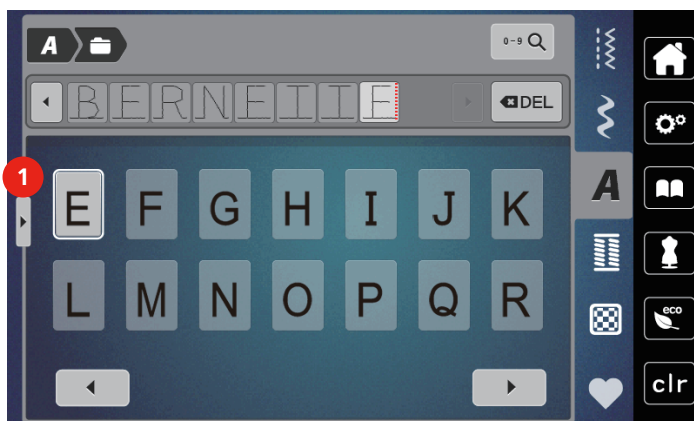 A
0-9
BERNEIIE DEL
1
A
E F G H I J K
L M N O P Q R
eco
clr